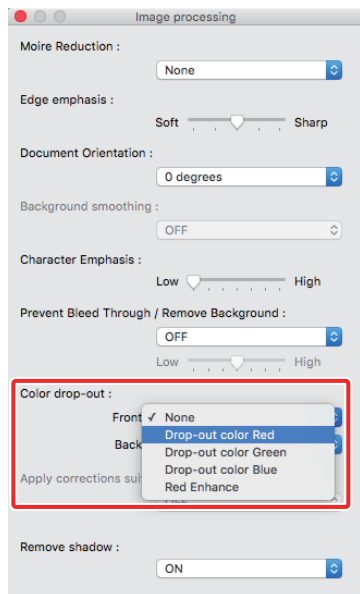 Image processing
Moire Reduction :
None
Edge emphasis :
Soft Sharp
Document Orientation :
0 degrees
Background smoothing :
OFF
Character Emphasis :
Low High
Prevent Bleed Through / Remove Background :
OFF
Low High
Color drop-out :
Front ✓ None
Drop-out color Red
Drop-out color Green
Back
Drop-out color Blue
Apply corrections sui
Red Enhance
Remove shadow :
ON